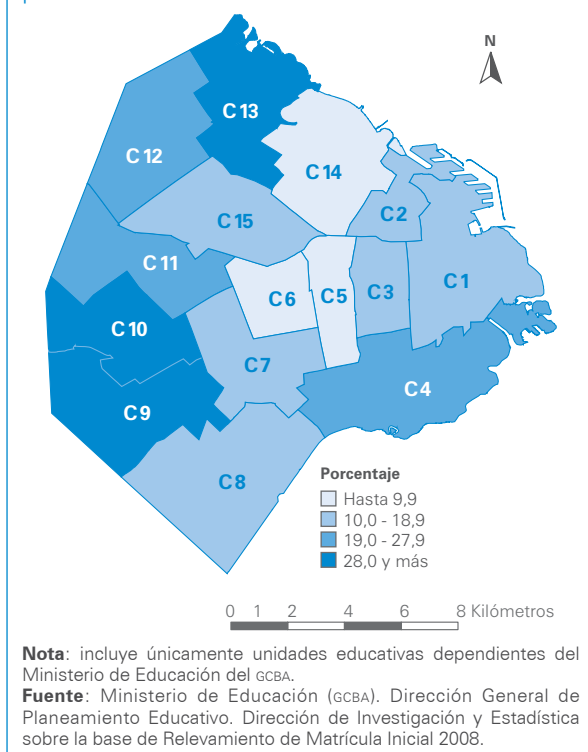 N
C 13
C 12
C 14
C 2
C 15
C 11
C 1
C 6
C 5
C 3
C 10
C 7
C 4
C 9
C 8
Porcentaje
Hasta 9,9
10,0 - 18,9
19,0 - 27,9
28,0 y más
0 1 2 4 6 8 Kilómetros
Nota: incluye únicamente unidades educativas dependientes del
Ministerio de Educación del GCBA.
Fuente: Ministerio de Educación (GCBA). Dirección General de
Planeamiento Educativo. Dirección de Investigación y Estadística
sobre la base de Relevamiento de Matrícula Inicial 2008.